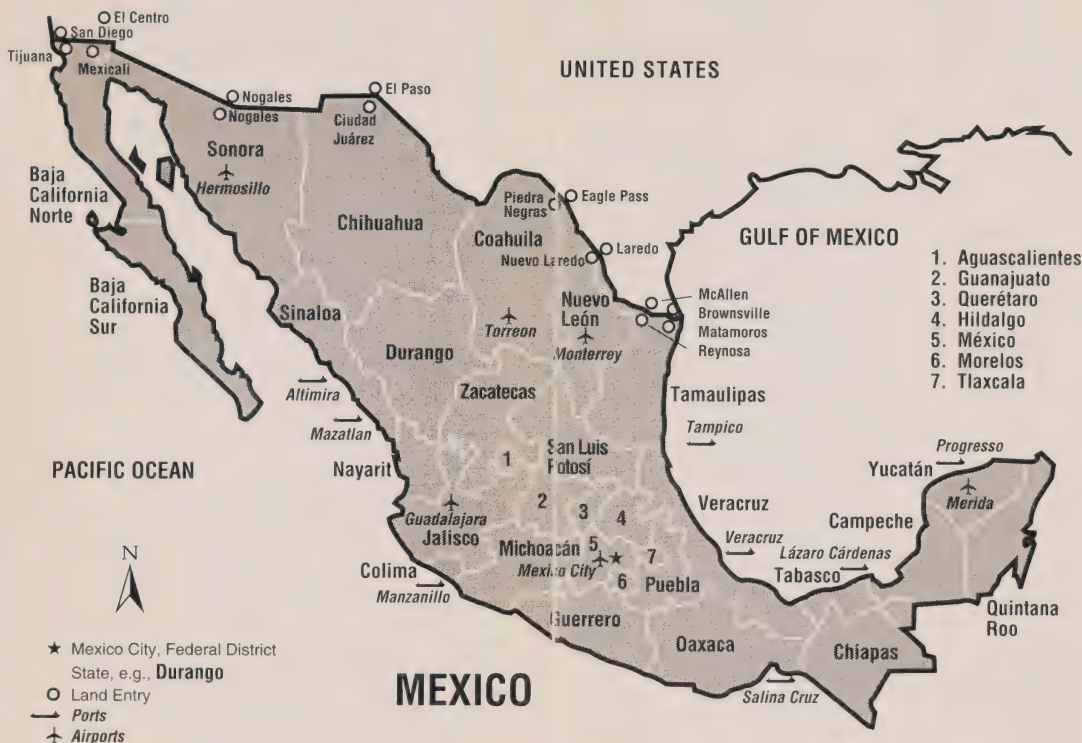 El Centro
San Diego
Tijuana
Mexicali
UNITED STATES
Nogales
Nogales
El Paso
Ciudad
Juárez
Sonora
Hermosillo
Baja
California
Norte
Chihuahua
Piedra
Negras
Eagle Pass
Coahuila
Laredo
Nuevo Laredo
GULF OF MEXICO
1. Aguascalientes
2. Guanajuato
3. Querétaro
4. Hildalgo
5. México
6. Morelos
7. Tlaxcala
Baja
California
Sur
Sinaloa
Nuevo
León
McAllen
Brownsville
Matamoros
Reynosa
Torreon
Monterrey
Durango
Altimira
Zacatecas
Tamaulipas
Mazatlan
Tampico
PACIFIC OCEAN
Nayarit
San Luis
Potosí
1
Progresso
Yucatán
Merida
Guadalajara
Jalisco
2
3
4
Veracruz
Campeche
Michoacán
5
Mexico City
6
7
Puebla
Veracruz
Lázaro Cárdenas
Tabasco
Colima
Manzanillo
Quintana
Roo
Guerrero
Oaxaca
Chiapas
Salina Cruz
N
MEXICO
Mexico City, Federal District
State, e.g., Durango
Land Entry
Ports
Airports